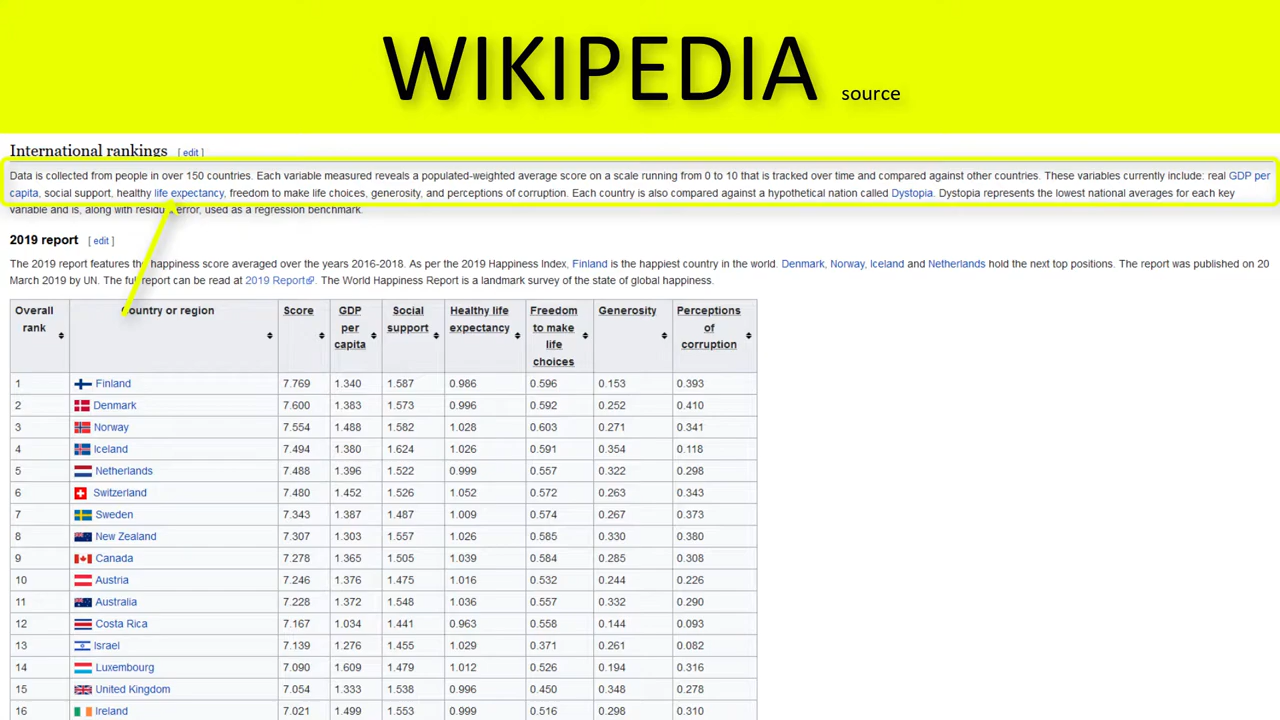 WIKIPEDIA source
International rankings [ edit ]
Data is collected from people in over 150 countries. Each variable measured reveals a populated-weighted average score on a scale running from 0 to 10 that is tracked over time and compared against other countries. These variables currently include: real GDP per
capita, social support, healthy life expectancy, freedom to make life choices, generosity, and perceptions of corruption. Each country is also compared against a hypothetical nation called Dystopia. Dystopia represents the lowest national averages for each key
variable and is, along with residual error, used as a regression benchmark.
2019 report [ edit ]
The 2019 report features the happiness score averaged over the years 2016-2018. As per the 2019 Happiness Index, Finland is the happiest country in the world. Denmark, Norway, Iceland and Netherlands hold the next top positions. The report was published on 20
March 2019 by UN. The full report can be read at 2019 Report. The World Happiness Report is a landmark survey of the state of global happiness.
Overall rank Country or region Score GDP per capita Social support Healthy life expectancy Freedom to make life choices Generosity Perceptions of corruption
1 Finland 7.769 1.340 1.587 0.986 0.596 0.153 0.393
2 Denmark 7.600 1.383 1.573 0.996 0.592 0.252 0.410
3 Norway 7.554 1.488 1.582 1.028 0.603 0.271 0.341
4 Iceland 7.494 1.380 1.624 1.026 0.591 0.354 0.118
5 Netherlands 7.488 1.396 1.522 0.999 0.557 0.322 0.298
6 Switzerland 7.480 1.452 1.526 1.052 0.572 0.263 0.343
7 Sweden 7.343 1.387 1.487 1.009 0.574 0.267 0.373
8 New Zealand 7.307 1.303 1.557 1.026 0.585 0.330 0.380
9 Canada 7.278 1.365 1.505 1.039 0.584 0.285 0.308
10 Austria 7.246 1.376 1.475 1.016 0.532 0.244 0.226
11 Australia 7.228 1.372 1.548 1.036 0.557 0.332 0.290
12 Costa Rica 7.167 1.034 1.441 0.963 0.558 0.144 0.093
13 Israel 7.139 1.276 1.455 1.029 0.371 0.261 0.082
14 Luxembourg 7.090 1.609 1.479 1.012 0.526 0.194 0.316
15 United Kingdom 7.054 1.333 1.538 0.996 0.450 0.348 0.278
16 Ireland 7.021 1.499 1.553 0.999 0.516 0.298 0.310